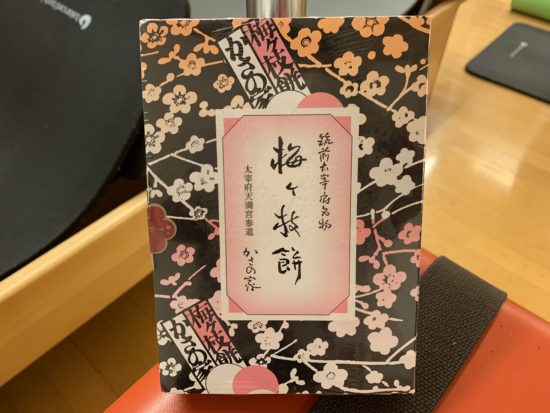 梅ヶ枝餅
かさの家
筑前太宰府名物
梅ヶ枝餅
太宰府天満宮参道
かさの家
梅ヶ枝餅
かさの家